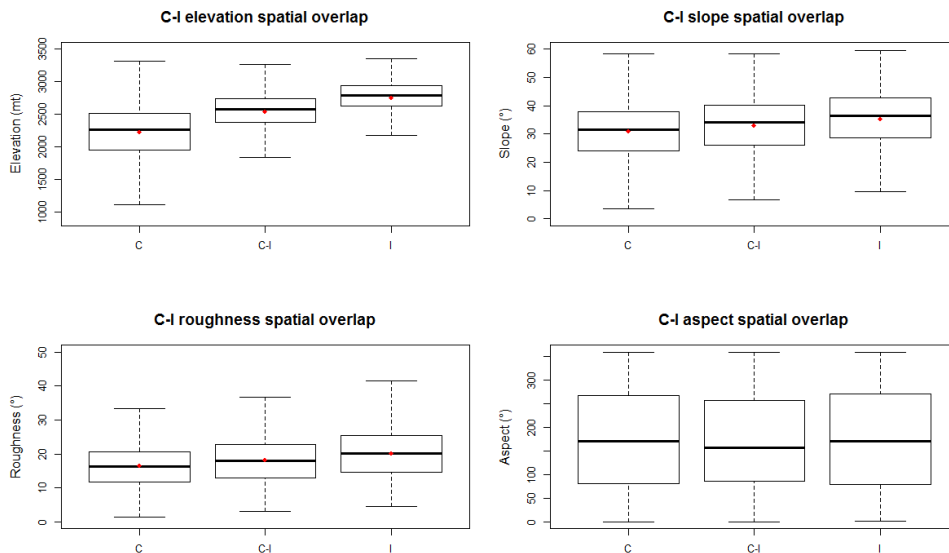 C-I elevation spatial overlap
Elevation (mt)
3500
3000
2500
2000
1500
1000
C C-I I
C-I slope spatial overlap
Slope (°)
60
50
40
30
20
10
0
C C-I I
C-I roughness spatial overlap
Roughness (°)
50
40
30
20
10
0
C C-I I
C-I aspect spatial overlap
Aspect (°)
300
200
100
50
0
C C-I I